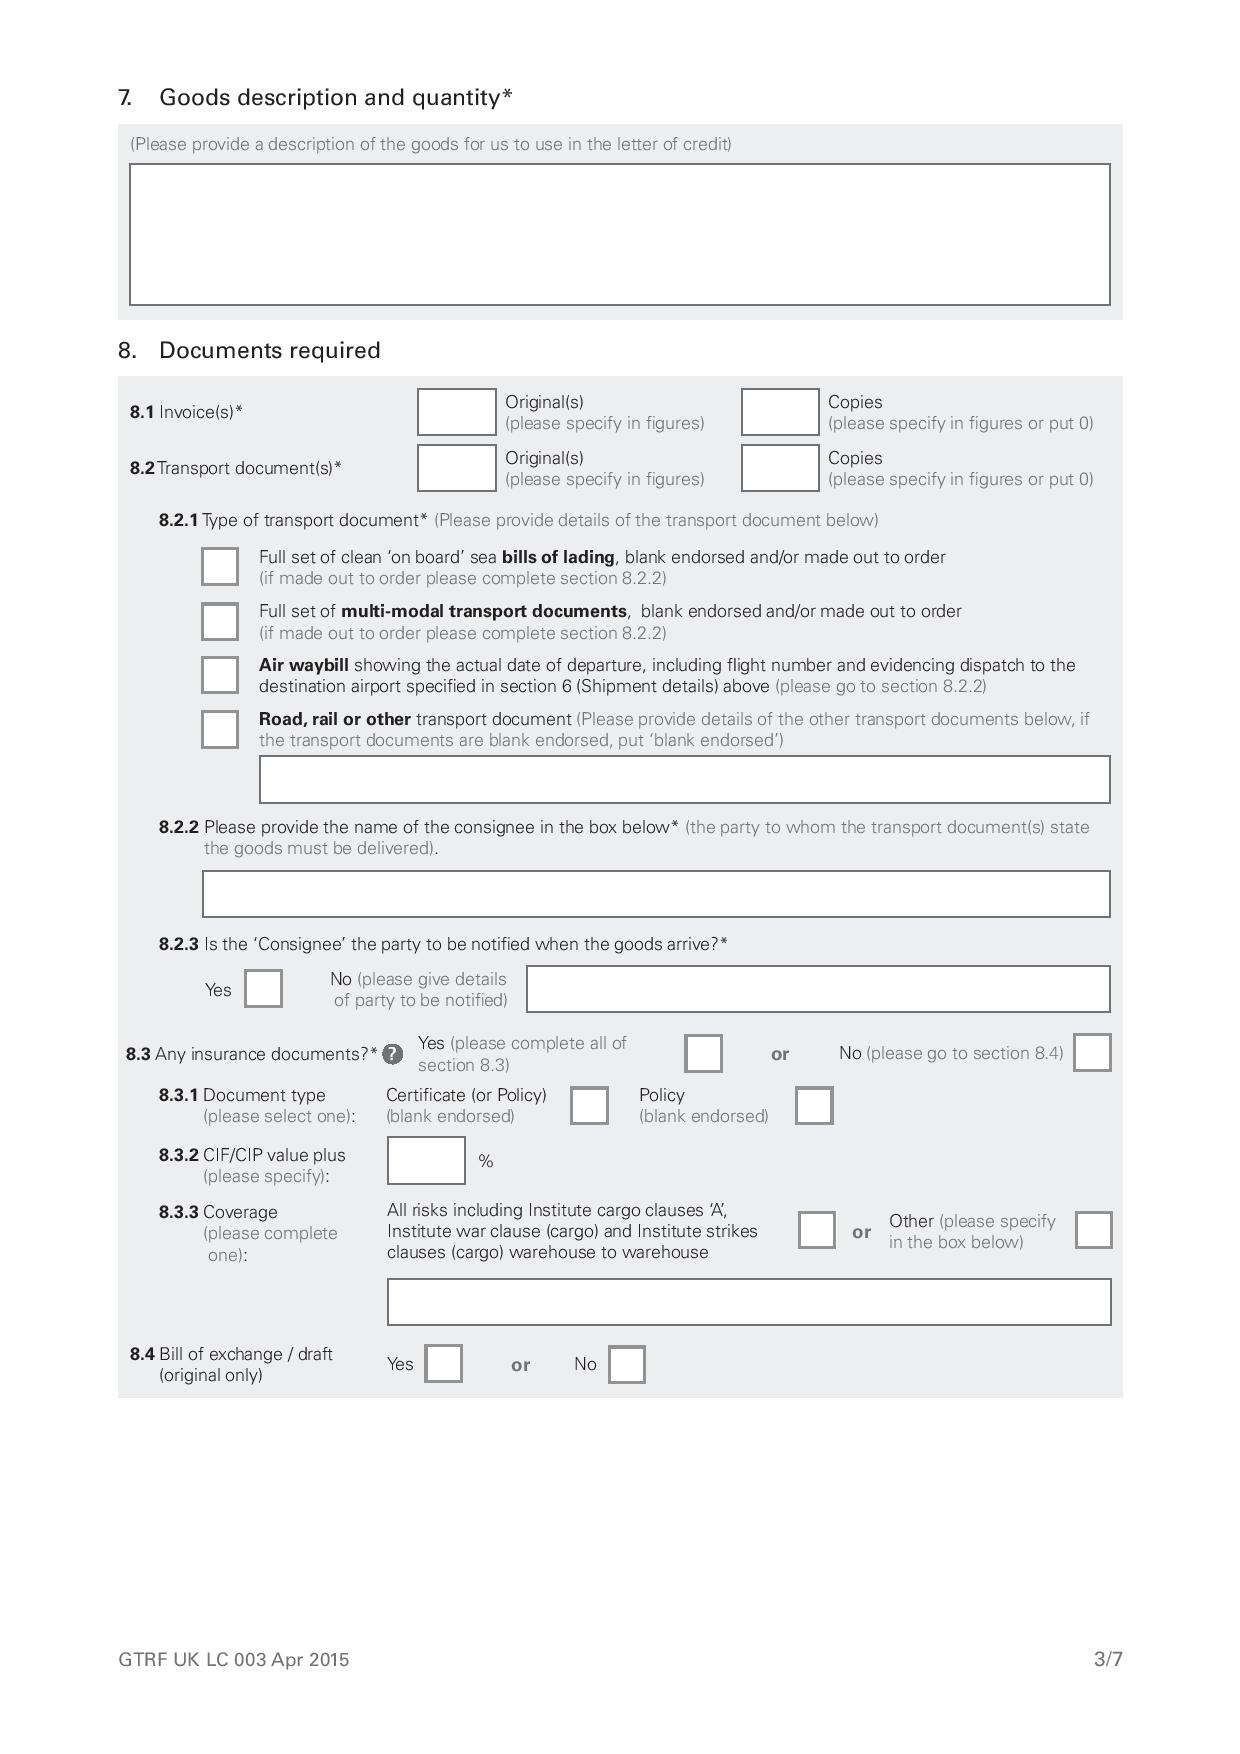 7. Goods description and quantity*
(Please provide a description of the goods for us to use in the letter of credit)
8. Documents required
8.1 Invoice(s)*
Original(s)
(please specify in figures)
Copies
(please specify in figures or put 0)
8.2 Transport document(s)*
Original(s)
(please specify in figures)
Copies
(please specify in figures or put 0)
8.2.1 Type of transport document* (Please provide details of the transport document below)
Full set of clean ‘on board’ sea bills of lading, blank endorsed and/or made out to order
(if made out to order please complete section 8.2.2)
Full set of multi-modal transport documents, blank endorsed and/or made out to order
(if made out to order please complete section 8.2.2)
Air waybill showing the actual date of departure, including flight number and evidencing dispatch to the
destination airport specified in section 6 (Shipment details) above (please go to section 8.2.2)
Road, rail or other transport document (Please provide details of the other transport documents below, if
the transport documents are blank endorsed, put ‘blank endorsed’)
8.2.2 Please provide the name of the consignee in the box below* (the party to whom the transport document(s) state
the goods must be delivered).
8.2.3 Is the ‘Consignee’ the party to be notified when the goods arrive?*
Yes
No (please give details
of party to be notified)
8.3 Any insurance documents?* ?
Yes (please complete all of
section 8.3)
or
No (please go to section 8.4)
8.3.1 Document type
(please select one):
Certificate (or Policy)
(blank endorsed)
Policy
(blank endorsed)
8.3.2 CIF/CIP value plus
(please specify):
%
8.3.3 Coverage
(please complete
one):
All risks including Institute cargo clauses ‘A’,
Institute war clause (cargo) and Institute strikes
clauses (cargo) warehouse to warehouse
or
Other (please specify
in the box below)
8.4 Bill of exchange / draft
(original only)
Yes
or
No
GTRF UK LC 003 Apr 2015
3/7